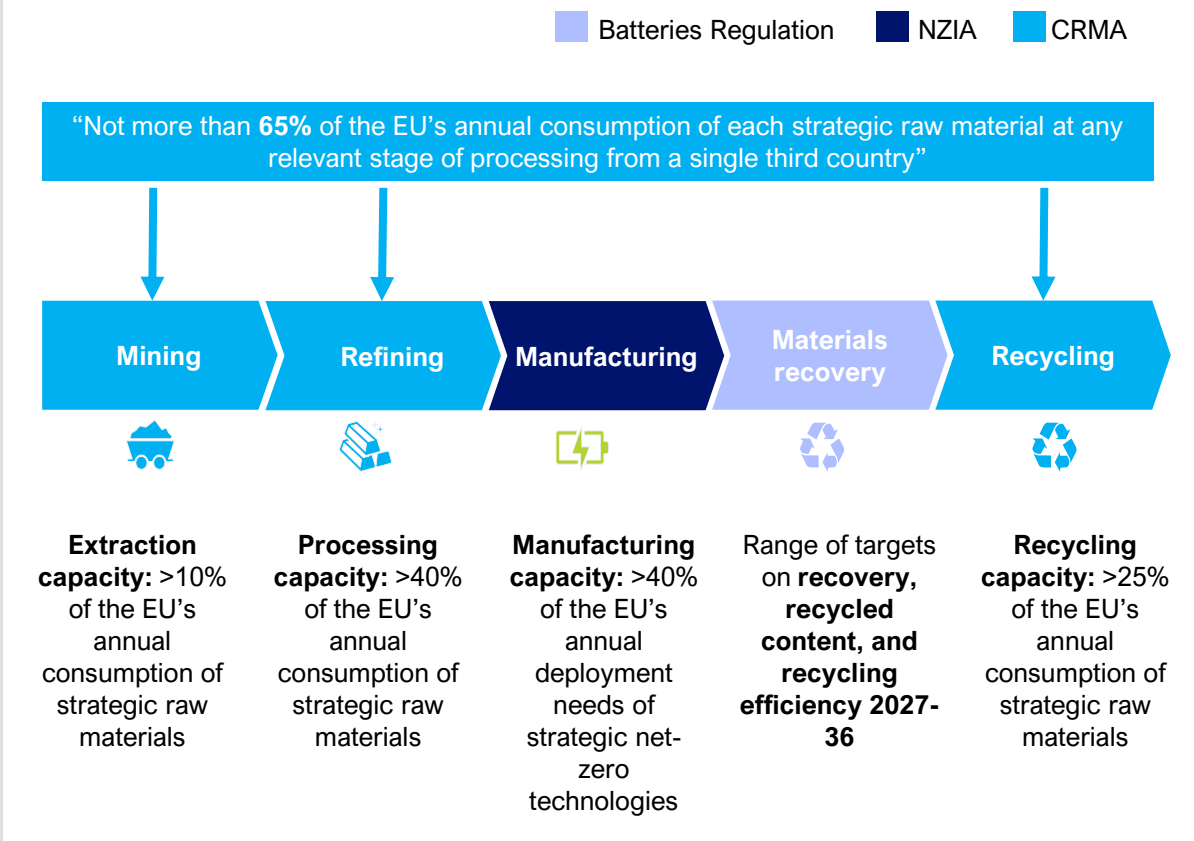 Batteries Regulation
NZIA
CRMA
“Not more than 65% of the EU’s annual consumption of each strategic raw material at any
relevant stage of processing from a single third country”
Mining
Refining
Manufacturing
Materials
recovery
Recycling
Extraction
capacity: >10%
of the EU’s
annual
consumption of
strategic raw
materials
Processing
capacity: >40%
of the EU’s
annual
consumption of
strategic raw
materials
Manufacturing
capacity: >40%
of the EU’s
annual
deployment
needs of
strategic net-
zero
technologies
Range of targets
on recovery,
recycled
content, and
recycling
efficiency 2027-
36
Recycling
capacity: >25%
of the EU’s
annual
consumption of
strategic raw
materials